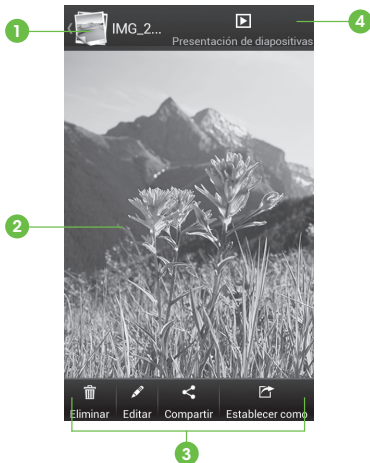 1
IMG_2...
4
Presentación de diapositivas
2
Eliminar Editar Compartir Establecer como
3